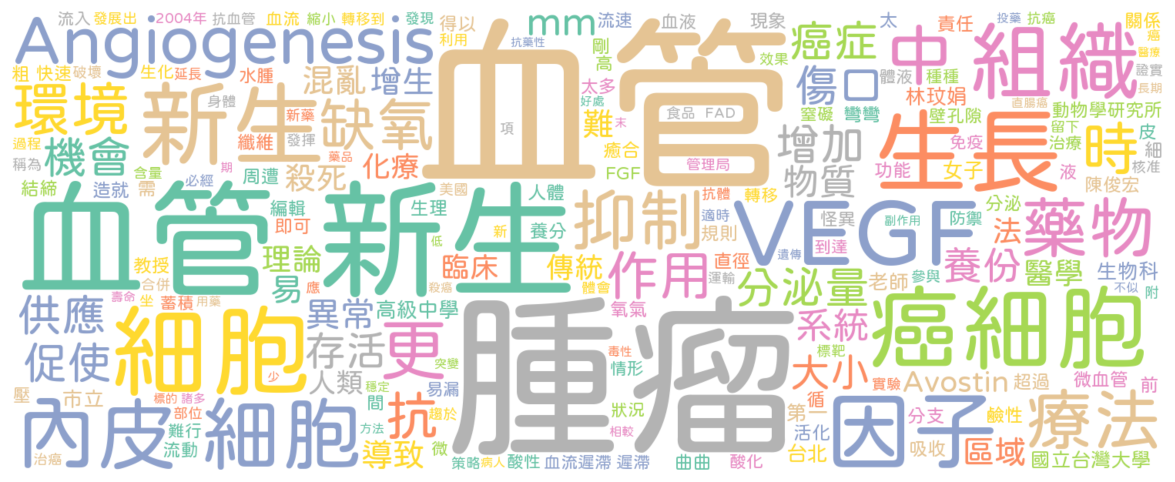 流入 發展出 2004年 抗血管 血流 縮小 轉移到 發現 得以 mm 流速 血液 現象 癌症 太 責任 投藥 抗癌 關係
Angiogenesis 利用 抗藥性 血管 剛 高 效果 中 組織 癌 醫療 證實 長期
粗 快速 破壞 生化 延長 水腫 混亂 增生 太多 傷口 體液 種種 林玟娟 直腸癌 動物學研究所
環境 新生 身體 新藥 缺氧 好處 食品 FAD 窒礙 彎彎 壁孔隙 留下 皮
過程 稱為 機會 含量 纖維 發揮 藥品 項 難 末 癒合 增加 生長 免疫 治療 時 細 核准
結締 造就 需 必經 周遭 期 殺死 化療 美國 FGF 管理局 物質 功能 女子 液 陳俊宏
血管新生 編輯 即可 生理 人體 養分 低 新 抑制 抗體 適時 規則 轉移 怪異 副作用 分泌 防禦 藥物
VEGF 到達 遺傳 法
教授 理論 易 應 臨床 殺癌 傳統 體會 作用 直徑 運輸 分泌量 老師 參與 養份 醫學 生物科
合併 壽命 坐 蓄積 用藥 不似 附
供應 細胞 異常 高級中學 氧氣 系統 癌細胞
促使 少 存活 更 突變 腫瘤 毒性 情形 標靶 大小 實驗 Avostin 超過 微血管 前
壓 市立 標的 諸多 人類 穩定 易漏 間 趨於 狀況 第一 循 分支 鹼性
內皮細胞 部位 難行 流動 抗 方法 微 相較 活化 因子 療法
治癌 導致 策略 病人 酸性 血流遲滯 遲滯 曲曲 酸化 台北 吸收 區域 國立台灣大學